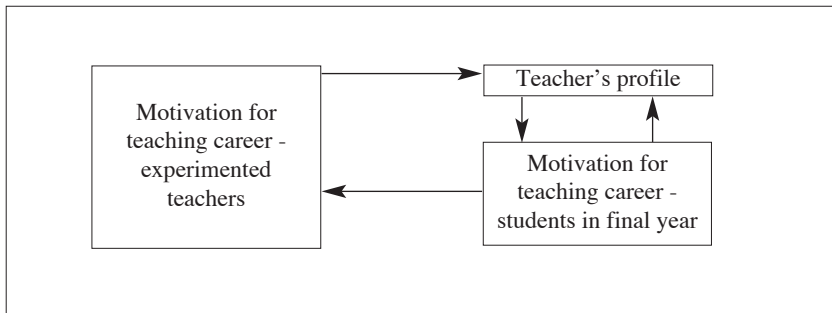 Motivation for
teaching career -
experimented
teachers
Teacher’s profile
Motivation for
teaching career -
students in final year